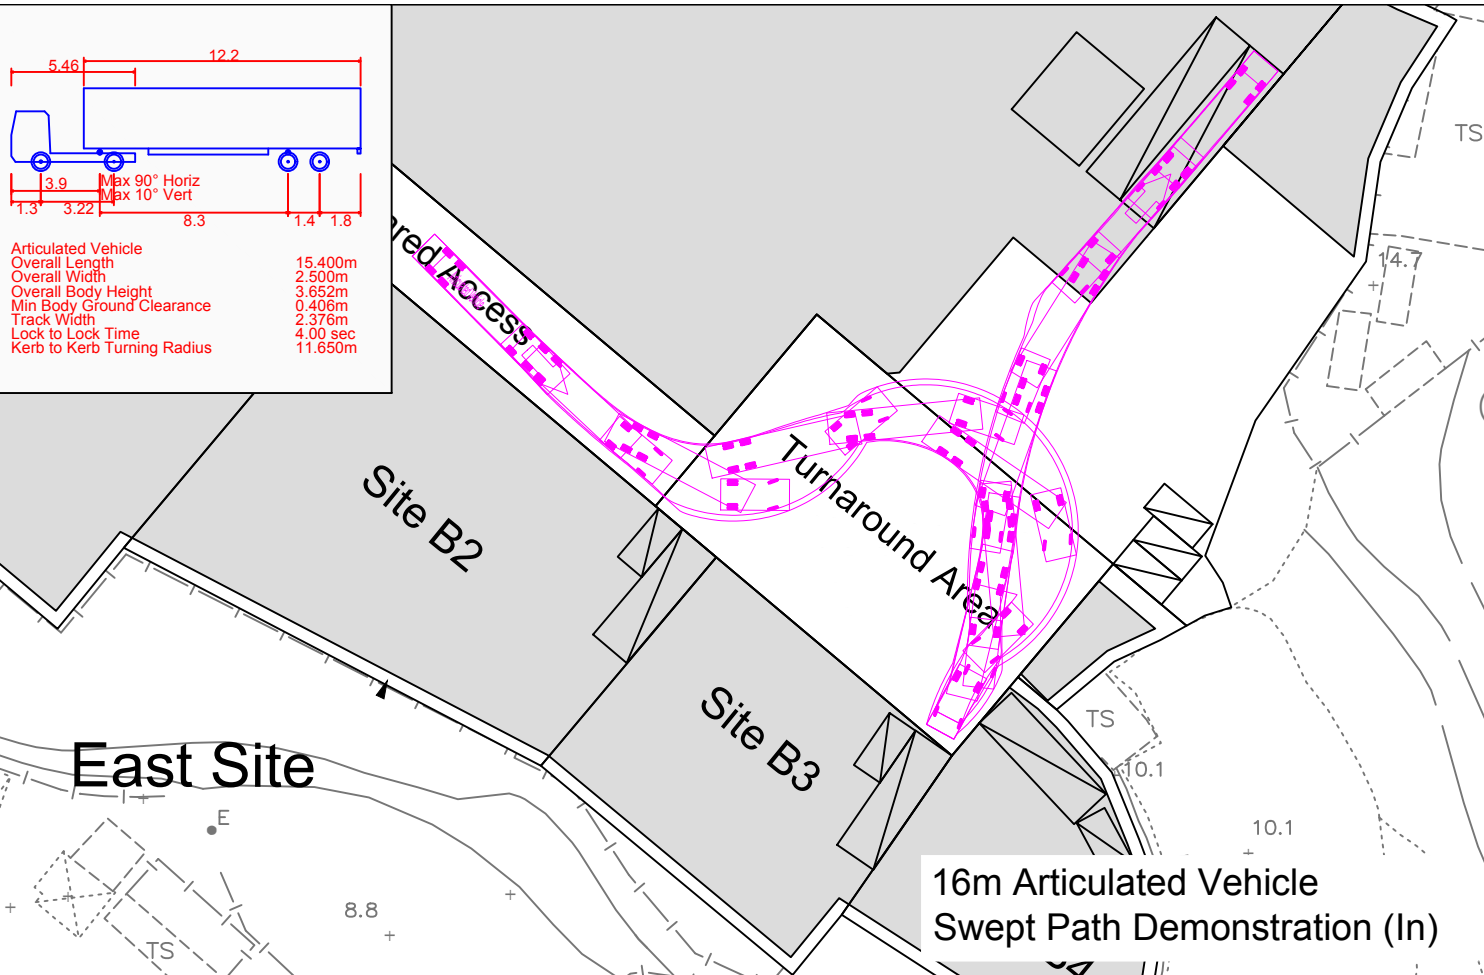 12.2
5.46
3.9
Max 90° Horiz
Max 10° Vert
1.3
3.22
8.3
1.4
1.8
Articulated Vehicle
Overall Length 15.400m
Overall Width 2.500m
Overall Body Height 3.652m
Min Body Ground Clearance 0.406m
Track Width 2.376m
Lock to Lock Time 4.00 sec
Kerb to Kerb Turning Radius 11.650m
TS
14.7
Access
Turnaround Area
Site B2
Site B3
TS
10.1
East Site
E
10.1
8.8
TS
16m Articulated Vehicle
Swept Path Demonstration (In)